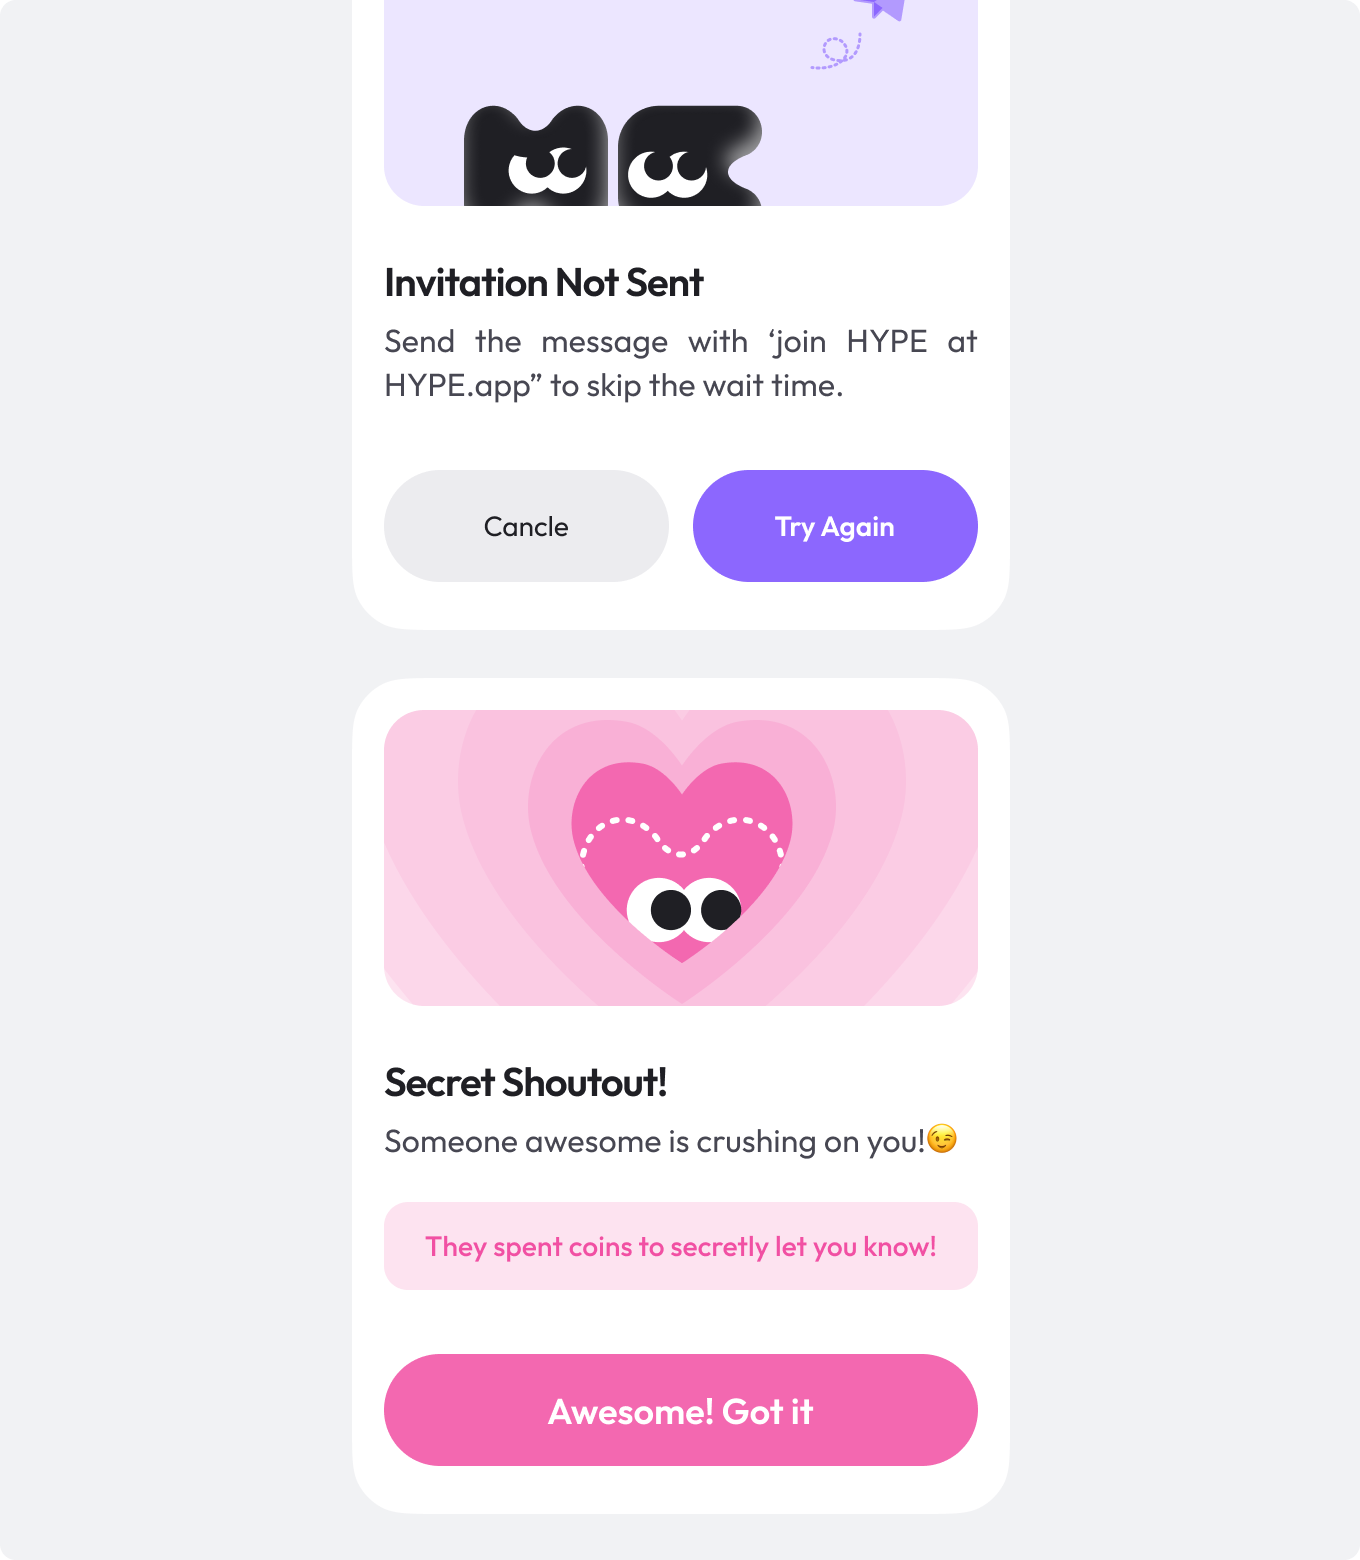 Invitation Not Sent
Send the message with ‘join HYPE at
HYPE.app” to skip the wait time.
Cancle
Try Again
Secret Shoutout!
Someone awesome is crushing on you!😉
They spent coins to secretly let you know!
Awesome! Got it